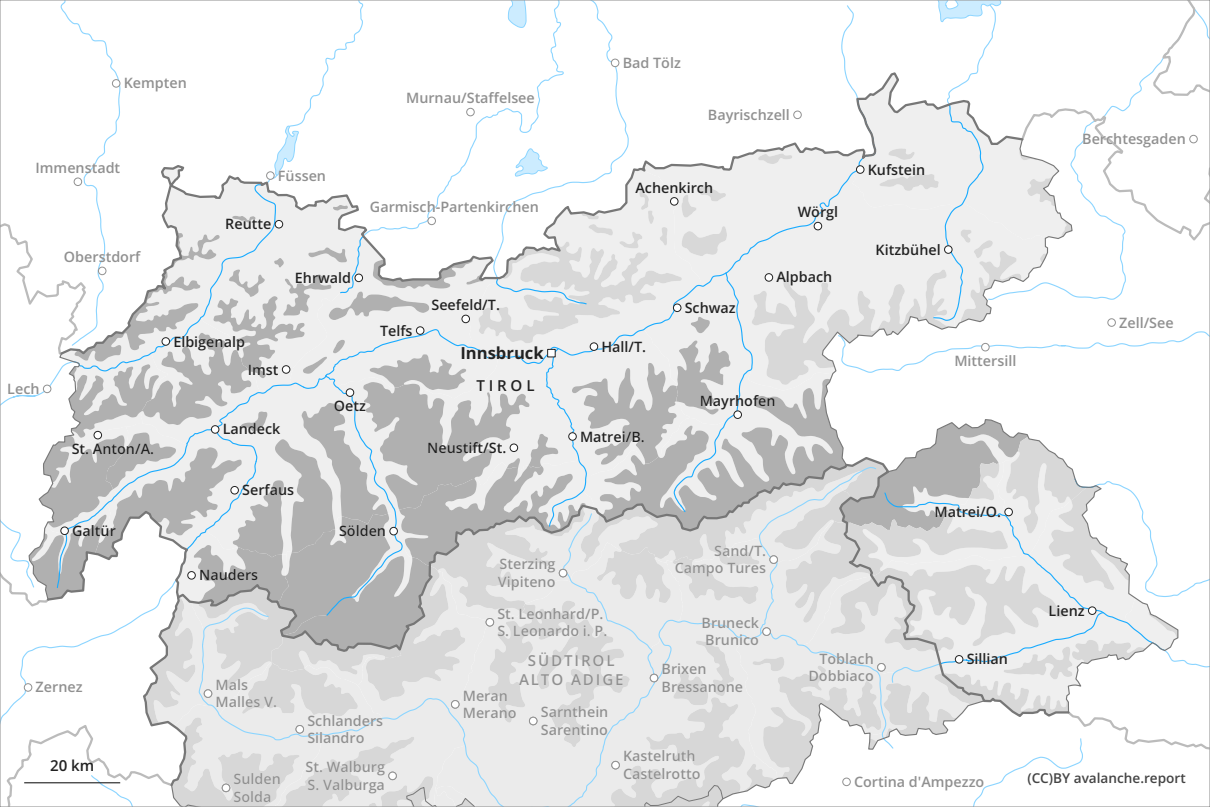 Kempten
Bad Tölz
Murnau/Staffelsee
Bayrischzell
Berchtesgaden
Immenstadt
Füssen
Kufstein
Achenkirch
Garmisch-Partenkirchen
Wörgl
Reutte
Kitzbühel
Oberstdorf
Ehrwald
Alpbach
Seefeld/T.
Schwaz
Telfs
Zell/See
Elbigenalp
Innsbruck
Hall/T.
Mittersill
Imst
TIROL
Lech
Oetz
Mayrhofen
Landeck
Matrei/B.
St. Anton/A.
Neustift/St.
Serfaus
Matrei/O.
Galtür
Sölden
Sand/T.
Campo Tures
Sterzing
Vipiteno
Nauders
St. Leonhard/P.
S. Leonardo i. P.
Lienz
Bruneck
Brunico
SÜDTIROL
ALTO ADIGE
Toblach
Dobbiaco
Sillian
Brixen
Bressanone
Zernez
Mals
Malles V.
Meran
Merano
Sarnthein
Sarentino
Schlanders
Silandro
Kastelruth
Castelrotto
St. Walburg
S. Valburga
20 km
Sulden
Solda
Cortina d'Ampezzo
(CC)BY avalanche.report